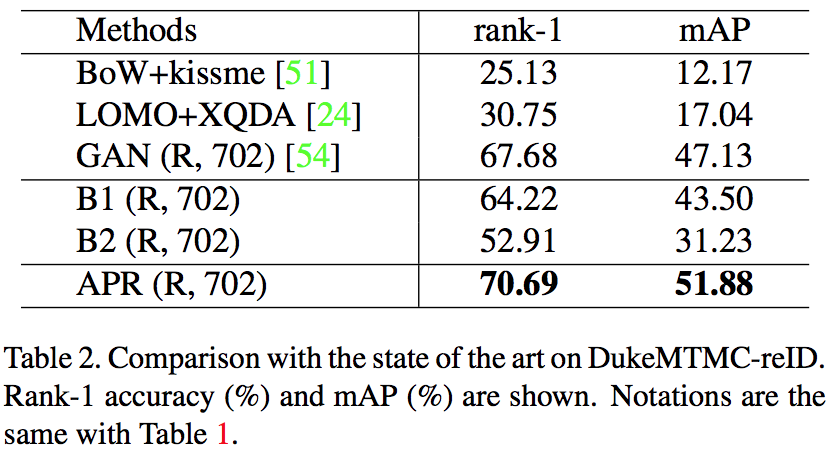 Methods rank-1 mAP
BoW+kissme [51] 25.13 12.17
LOMO+XQDA [24] 30.75 17.04
GAN (R, 702) [54] 67.68 47.13
B1 (R, 702) 64.22 43.50
B2 (R, 702) 52.91 31.23
APR (R, 702) 70.69 51.88
Table 2. Comparison with the state of the art on DukeMTMC-reID.
Rank-1 accuracy (%) and mAP (%) are shown. Notations are the
same with Table 1.